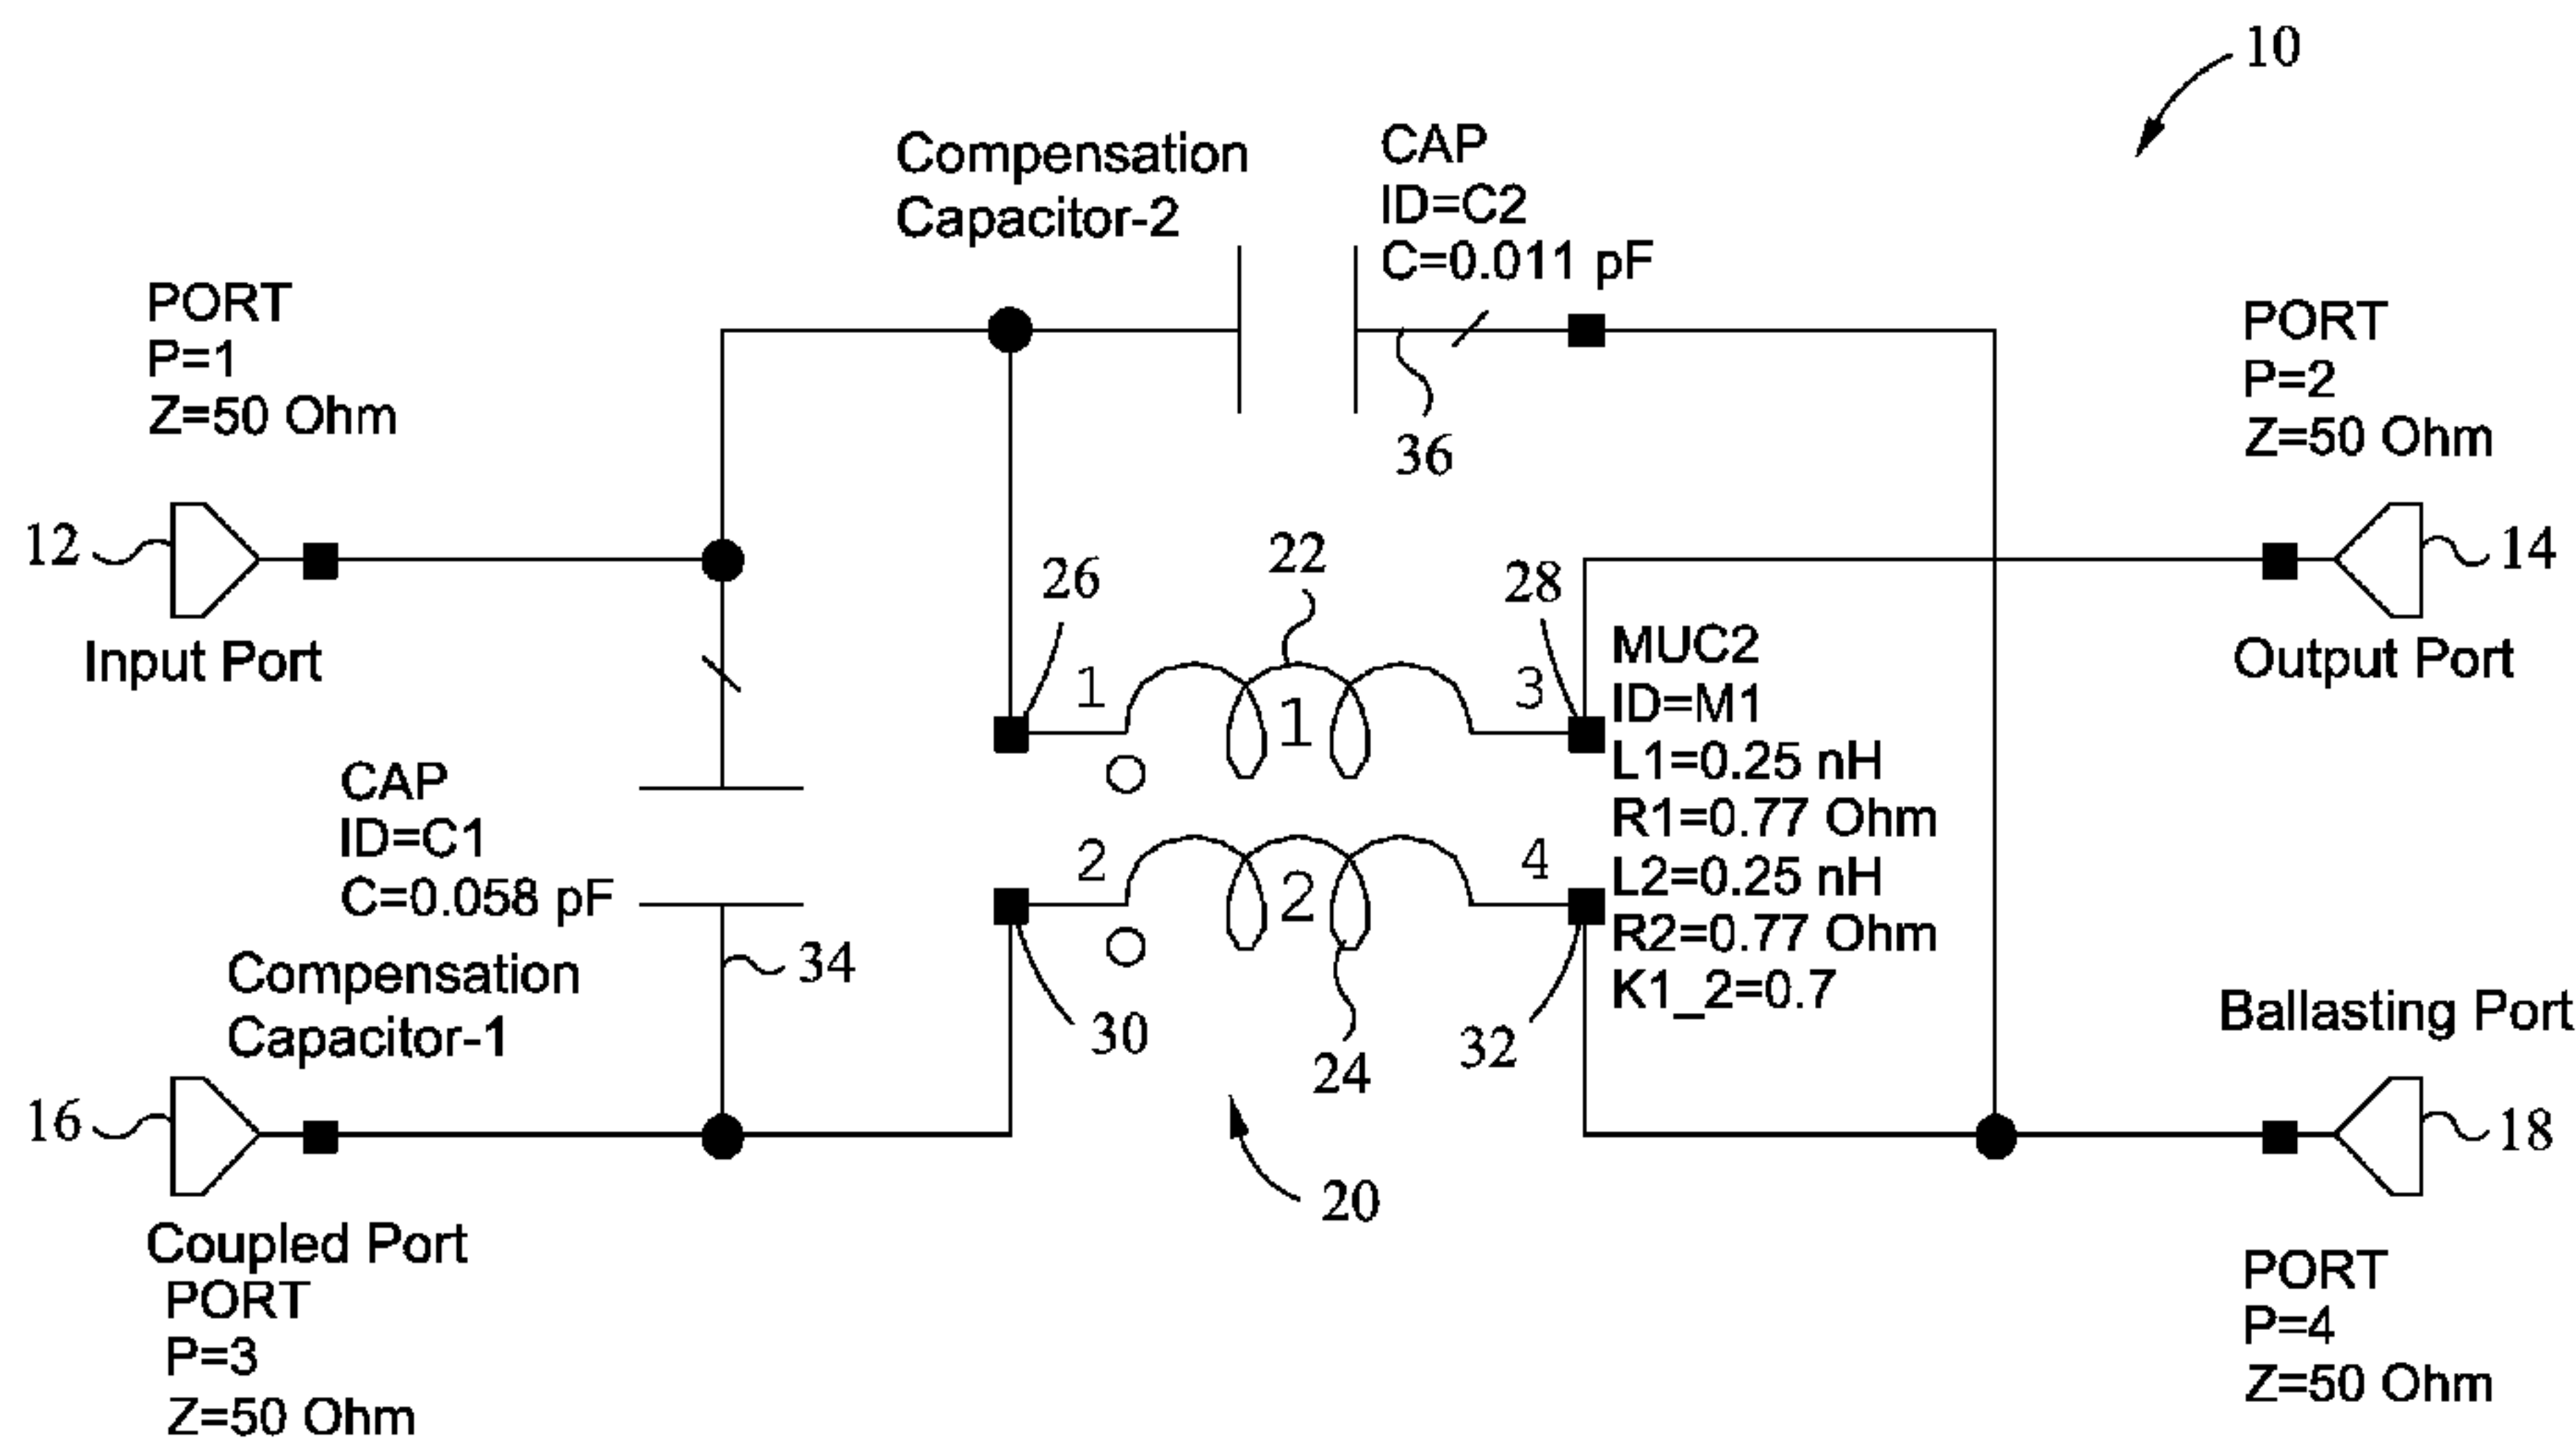 10
Compensation
Capacitor-2
CAP
ID=C2
C=0.011 pF
36
PORT
P=1
Z=50 Ohm
12
Input Port
PORT
P=2
Z=50 Ohm
14
Output Port
26
22
28
1
1
3
2
2
4
MUC2
ID=M1
L1=0.25 nH
R1=0.77 Ohm
L2=0.25 nH
R2=0.77 Ohm
K1_2=0.7
CAP
ID=C1
C=0.058 pF
34
Compensation
Capacitor-1
30
24
32
20
16
Coupled Port
PORT
P=3
Z=50 Ohm
Ballasting Port
18
PORT
P=4
Z=50 Ohm